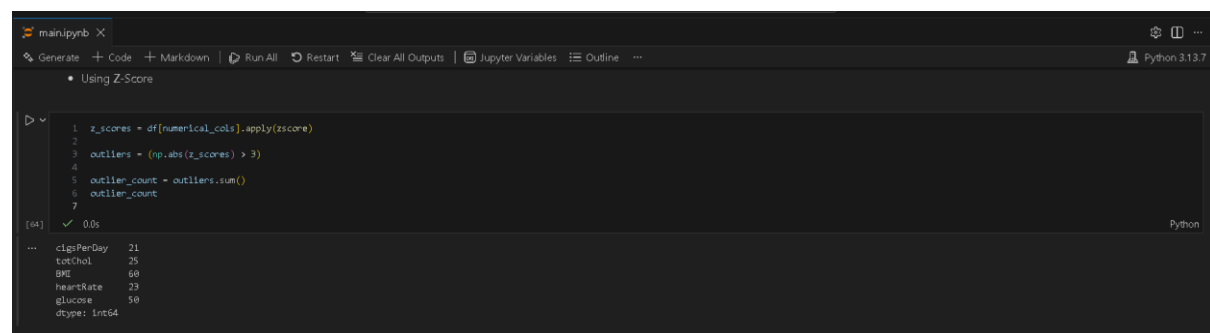 main.ipynb
Generate + Code + Markdown Run All Restart Clear All Outputs Jupyter Variables Outline ... Python 3.13.7
• Using Z-Score
1 z_scores = df[numerical_cols].apply(zscore)
2
3 outliers = (np.abs(z_scores) > 3)
4
5 outlier_count = outliers.sum()
6 outlier_count
7
[64] 0.0s Python
... cigsPerDay 21
totChol 25
BMI 60
heartRate 23
glucose 50
dtype: int64